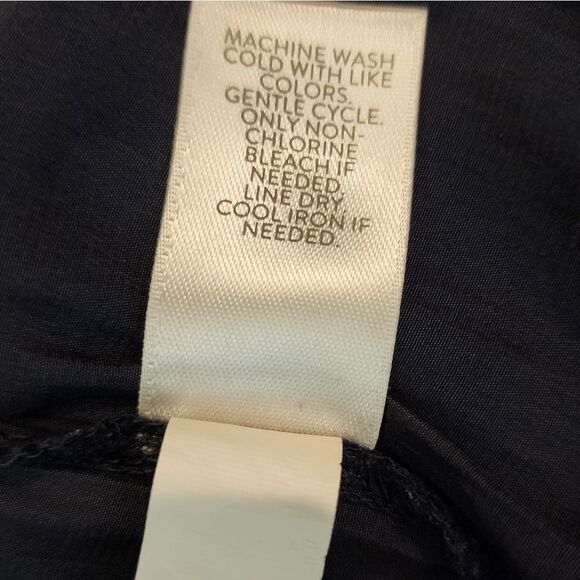 MACHINE WASH
COLD WITH LIKE
COLORS.
GENTLE CYCLE.
ONLY NON-
CHLORINE
BLEACH IF
NEEDED.
LINE DRY.
COOL IRON IF
NEEDED.